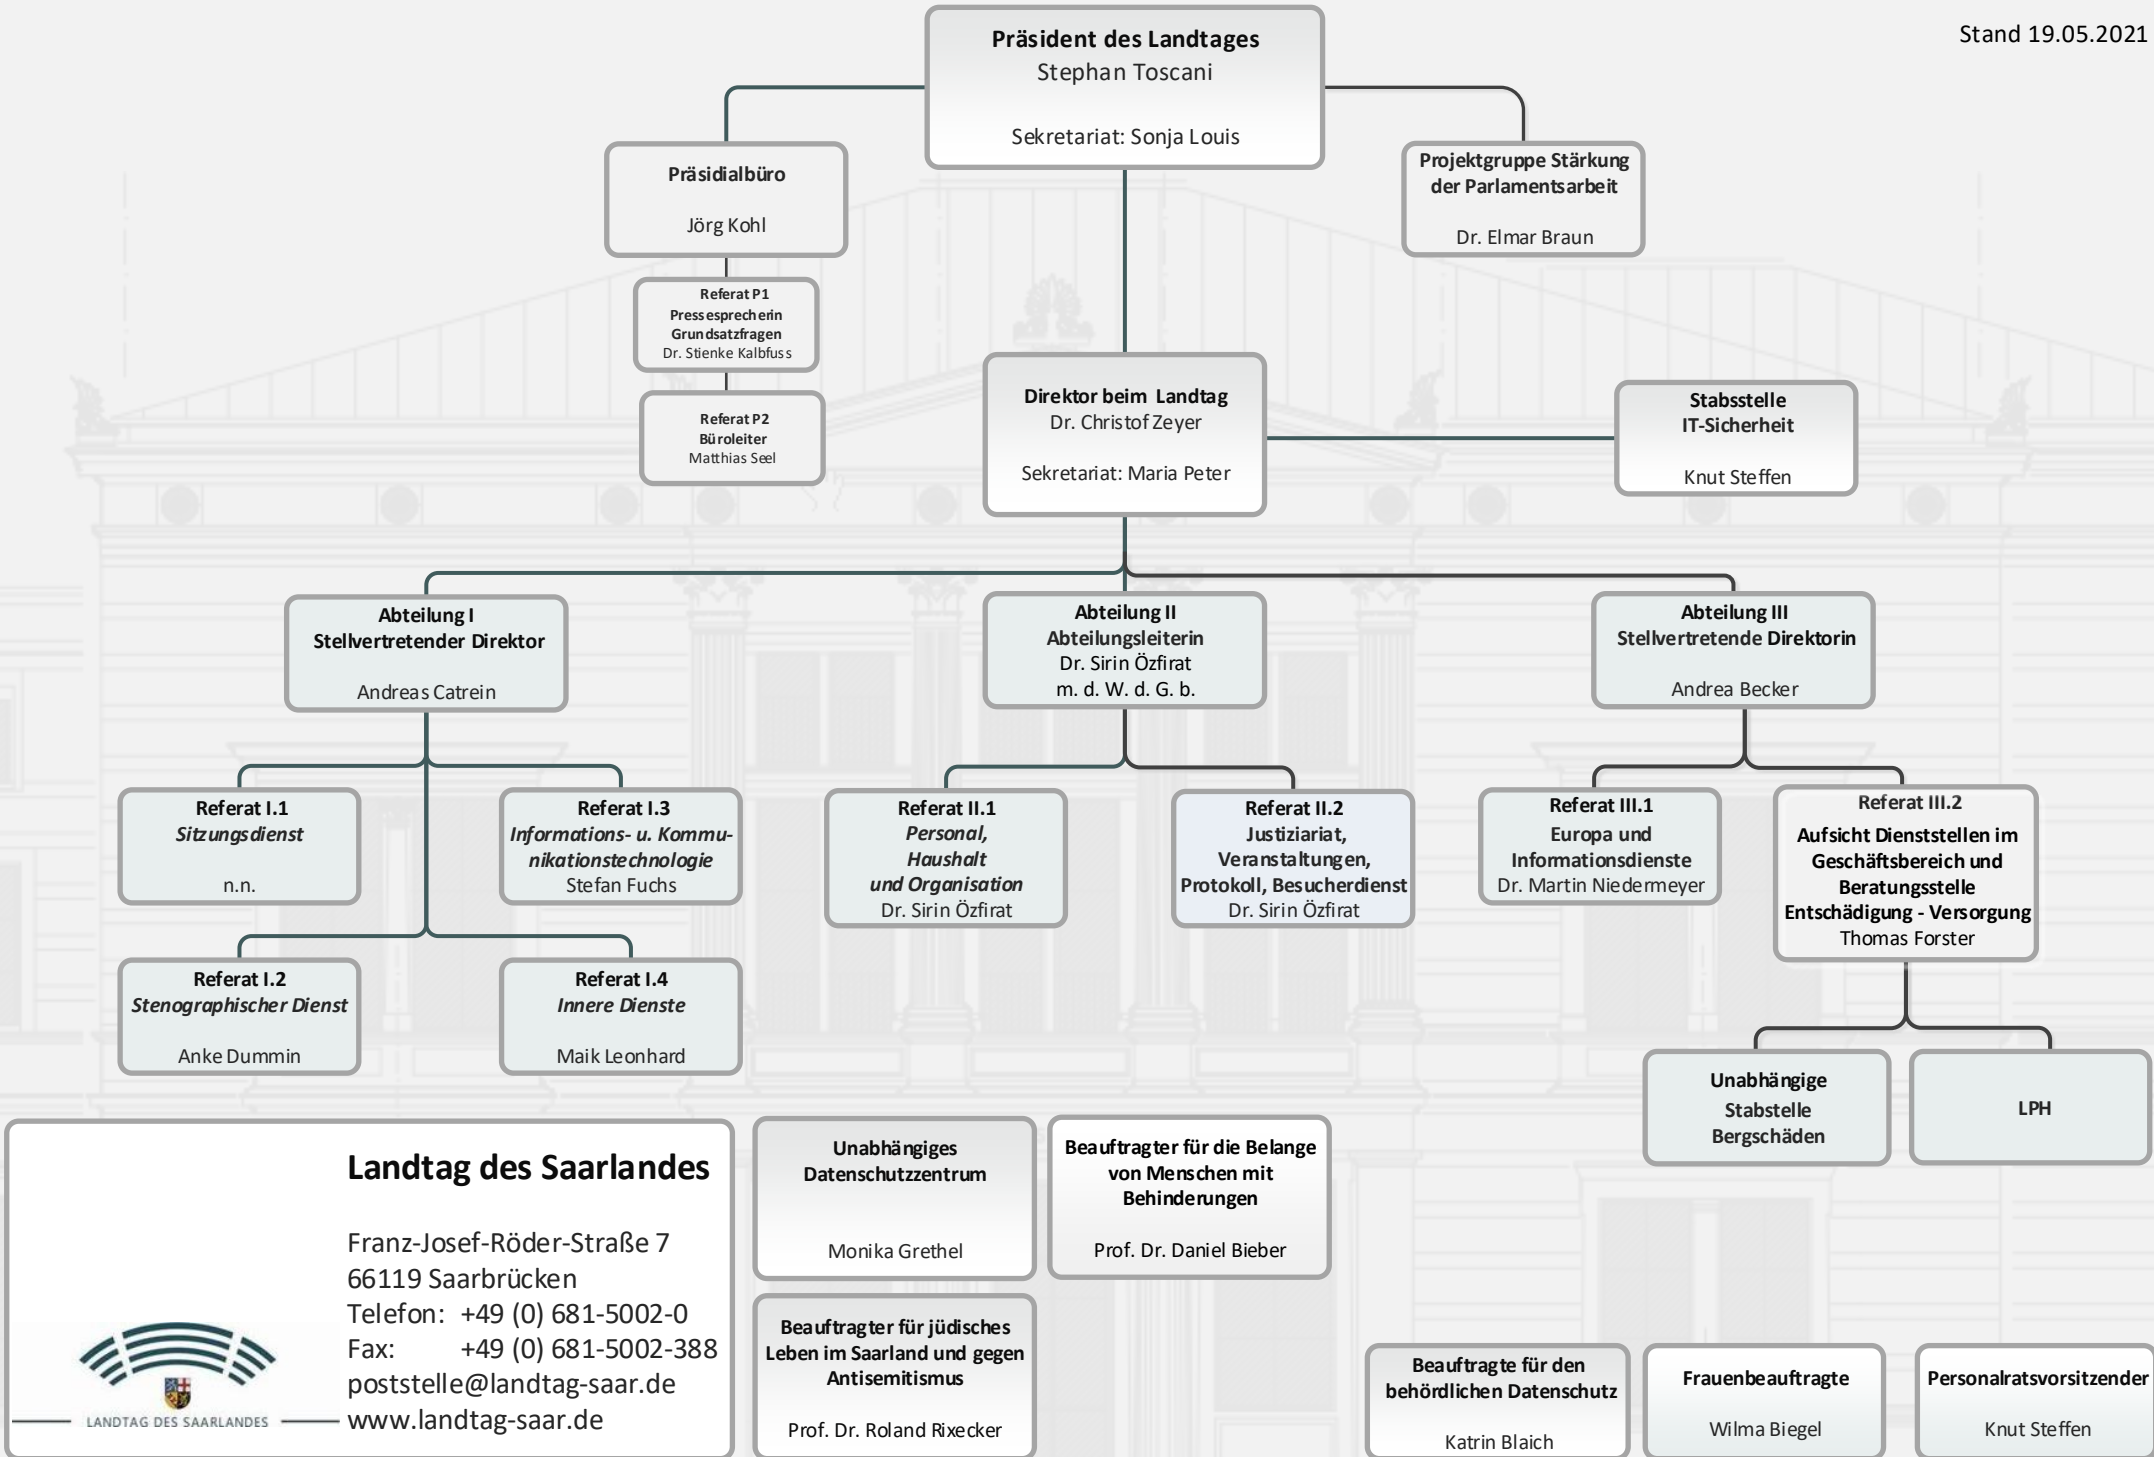 Stand 19.05.2021
Präsident des Landtages
Stephan Toscani
Sekretariat: Sonja Louis
Präsidialbüro
Jörg Kohl
Projektgruppe Stärkung
der Parlamentsarbeit
Dr. Elmar Braun
Referat P1
Pressesprecherin
Grundsatzfragen
Dr. Stienke Kalbfuss
Referat P2
Büroleiter
Matthias Seel
Direktor beim Landtag
Dr. Christof Zeyer
Sekretariat: Maria Peter
Stabsstelle
IT-Sicherheit
Knut Steffen
Abteilung I
Stellvertretender Direktor
Andreas Catrein
Abteilung II
Abteilungsleiterin
Dr. Sirin Özfirat
m. d. W. d. G. b.
Abteilung III
Stellvertretende Direktorin
Andrea Becker
Referat I.1
Sitzungsdienst
n.n.
Referat I.3
Informations- u. Kommu-
nikationstechnologie
Stefan Fuchs
Referat II.1
Personal,
Haushalt
und Organisation
Dr. Sirin Özfirat
Referat II.2
Justiziariat,
Veranstaltungen,
Protokoll, Besucherdienst
Dr. Sirin Özfirat
Referat III.1
Europa und
Informationsdienste
Dr. Martin Niedermeyer
Referat III.2
Aufsicht Dienststellen im
Geschäftsbereich und
Beratungsstelle
Entschädigung - Versorgung
Thomas Forster
Referat I.2
Stenographischer Dienst
Anke Dummin
Referat I.4
Innere Dienste
Maik Leonhard
Unabhängige
Stabstelle
Bergschäden
LPH
Landtag des Saarlandes
Franz-Josef-Röder-Straße 7
66119 Saarbrücken
Telefon: +49 (0) 681-5002-0
Fax: +49 (0) 681-5002-388
poststelle@landtag-saar.de
www.landtag-saar.de
LANDTAG DES SAARLANDES
Unabhängiges
Datenschutzzentrum
Monika Grethel
Beauftragter für die Belange
von Menschen mit
Behinderungen
Prof. Dr. Daniel Bieber
Beauftragter für jüdisches
Leben im Saarland und gegen
Antisemitismus
Prof. Dr. Roland Rixecker
Beauftragte für den
behördlichen Datenschutz
Katrin Blaich
Frauenbeauftragte
Wilma Biegel
Personalratsvorsitzender
Knut Steffen